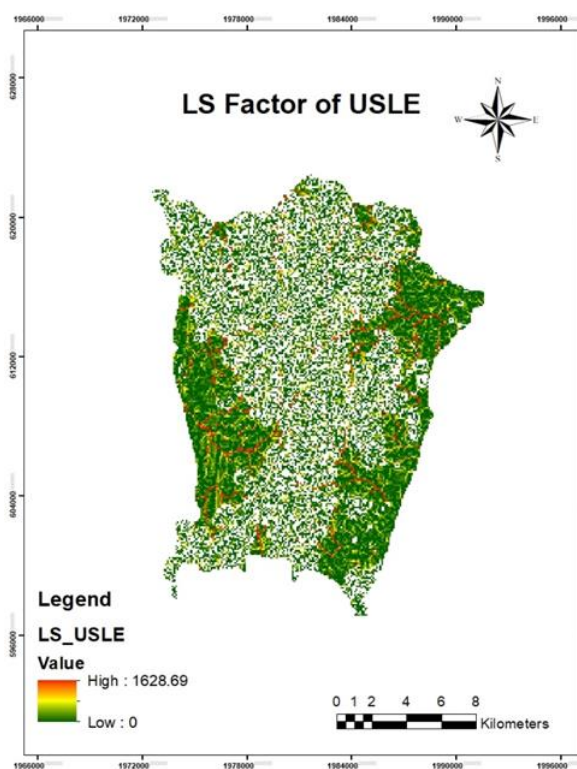 1966000 1972000 1978000 1984000 1990000 1996000
628000
LS Factor of USLE
N
W E
S
620000
612000
604000
596000
Legend
LS_USLE
Value
High : 1628.69
Low : 0
0 1 2 4 6 8
Kilometers
1966000 1972000 1978000 1984000 1990000 1996000